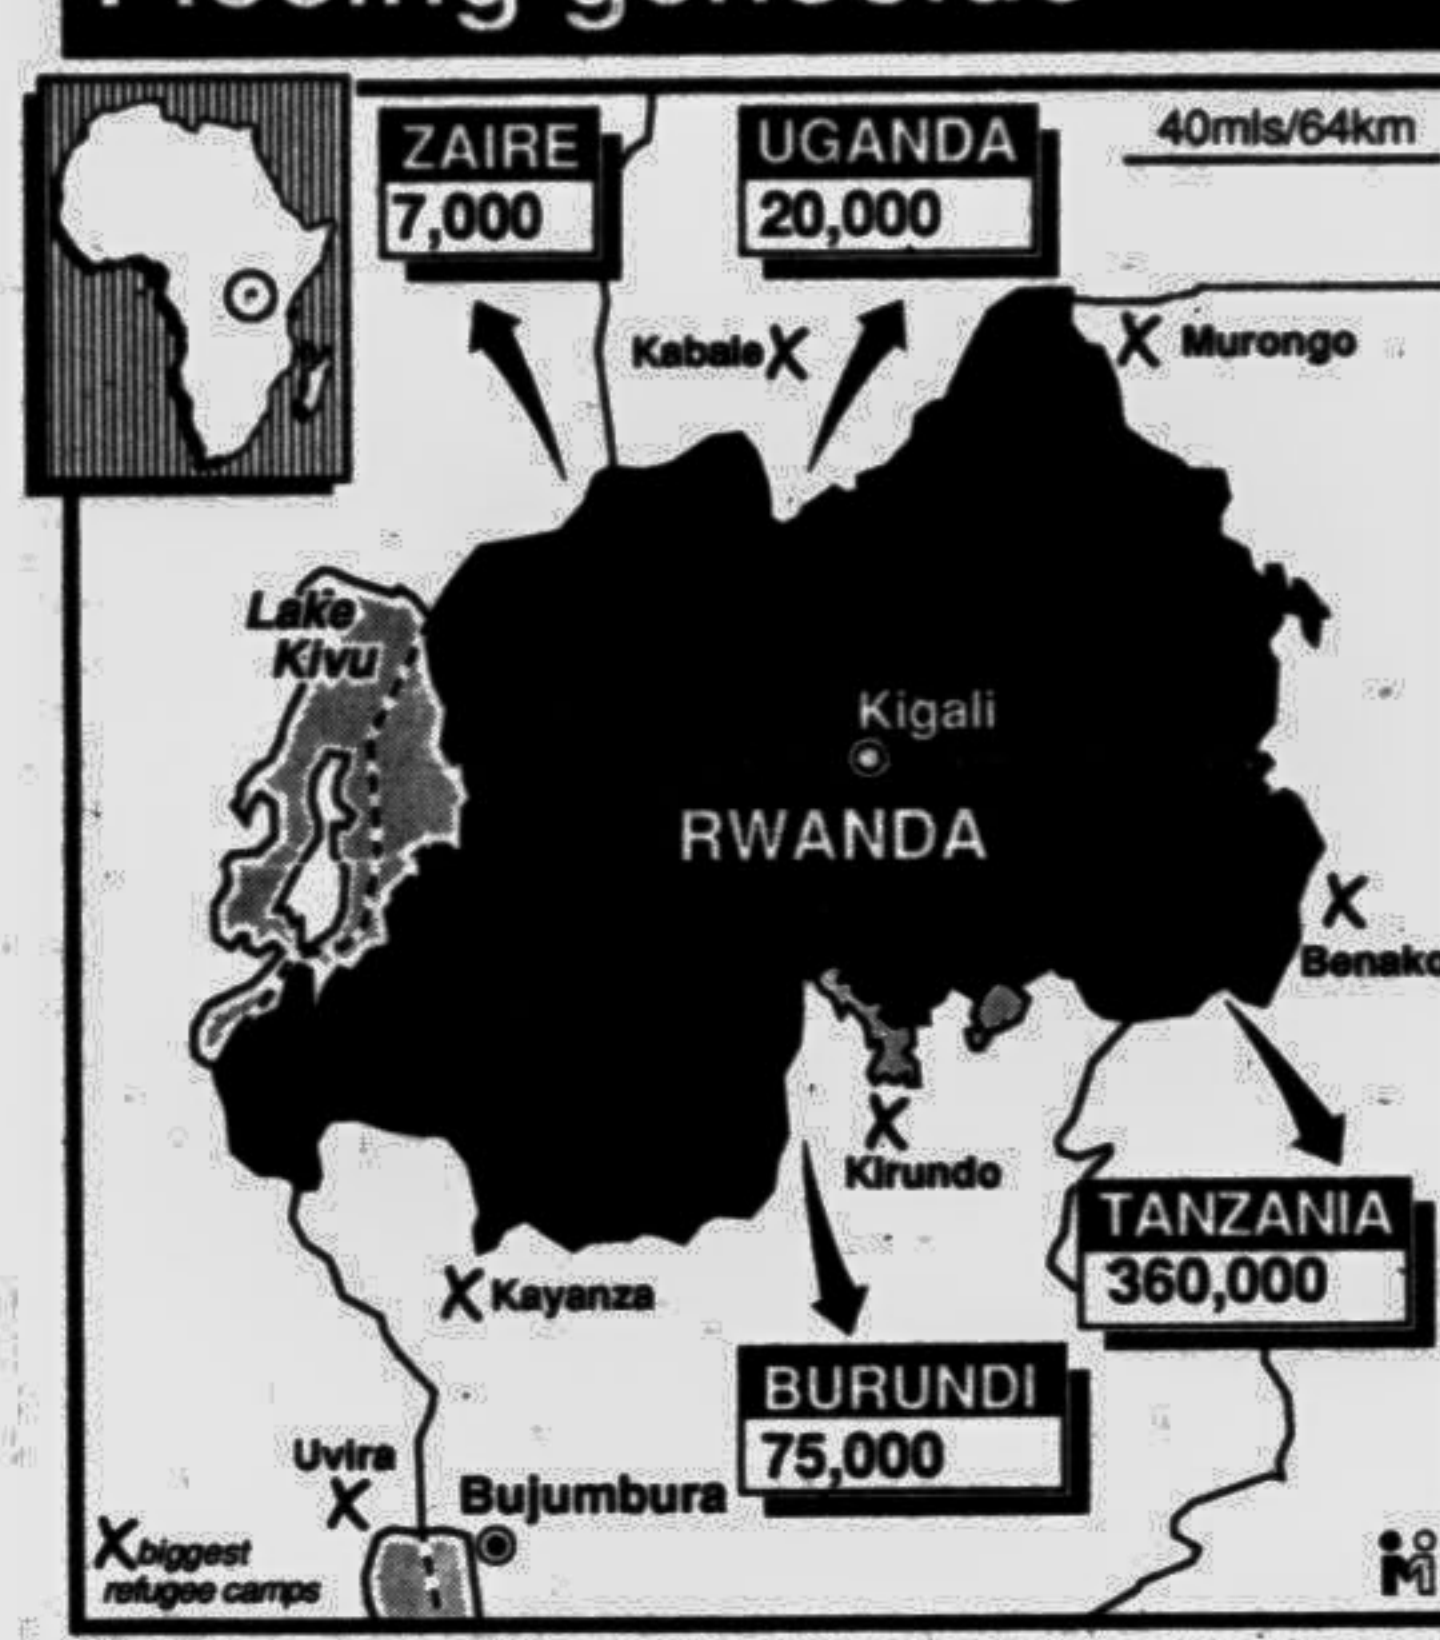 ZAIRE
7,000
UGANDA
20,000
40mls/64km
Kabale
Murongo
Lake
Kivu
Kigali
RWANDA
Kirundo
TANZANIA
360,000
Kayanza
BURUNDI
75,000
Uvira
Bujumbura
X biggest
refugee camps